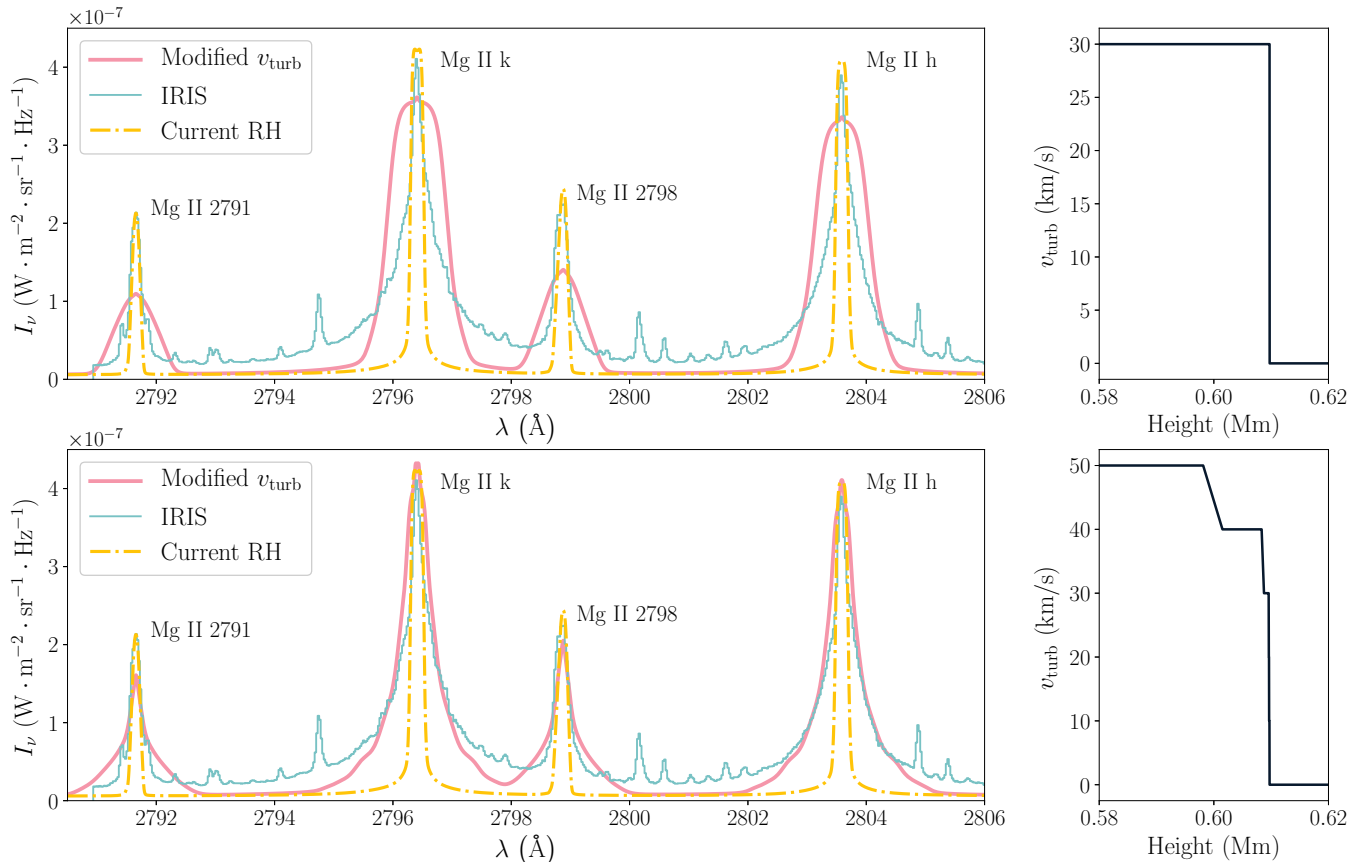 ×10⁻⁷
Modified v_turb
IRIS
Current RH
Mg II k
Mg II h
Mg II 2791
Mg II 2798
I_ν (W · m⁻² · sr⁻¹ · Hz⁻¹)
4
3
2
1
0
2792 2794 2796 2798 2800 2802 2804 2806
λ (Å)
v_turb (km/s)
30
25
20
15
10
5
0
0.58 0.60 0.62
Height (Mm)
×10⁻⁷
Modified v_turb
IRIS
Current RH
Mg II k
Mg II h
Mg II 2791
Mg II 2798
I_ν (W · m⁻² · sr⁻¹ · Hz⁻¹)
4
3
2
1
0
2792 2794 2796 2798 2800 2802 2804 2806
λ (Å)
v_turb (km/s)
50
40
30
20
10
0
0.58 0.60 0.62
Height (Mm)